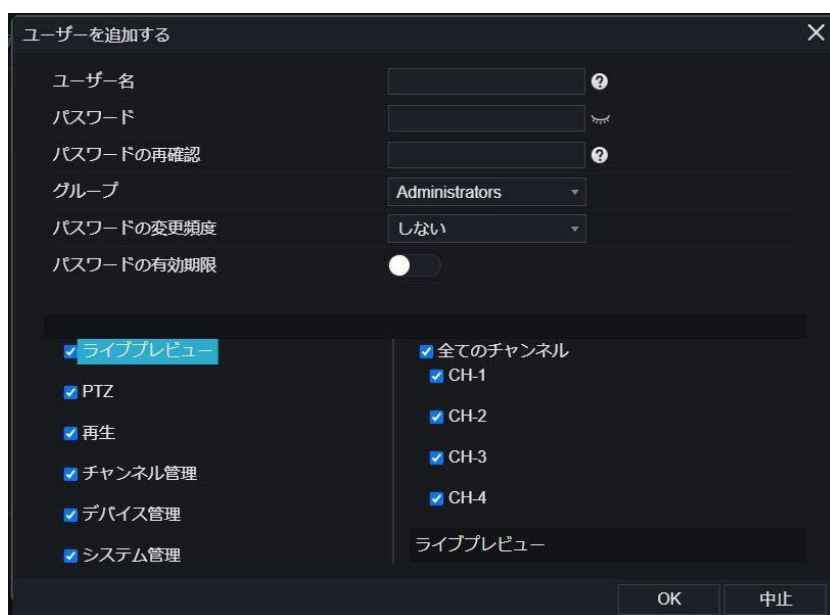 ユーザーを追加する
ユーザー名
パスワード
パスワードの再確認
グループ Administrators
パスワードの変更頻度 しない
パスワードの有効期限
ライブプレビュー
PTZ
再生
チャンネル管理
デバイス管理
システム管理
全てのチャンネル
CH-1
CH-2
CH-3
CH-4
ライブプレビュー
OK 中止